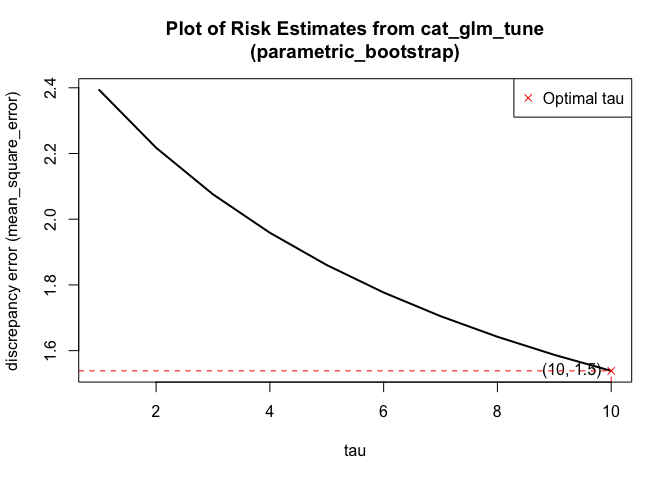 Plot of Risk Estimates from cat_glm_tune
(parametric_bootstrap)
Optimal tau
discrepancy error (mean_square_error)
2.4
2.2
2.0
1.8
1.6
(10, 1.5)
2 4 6 8 10
tau